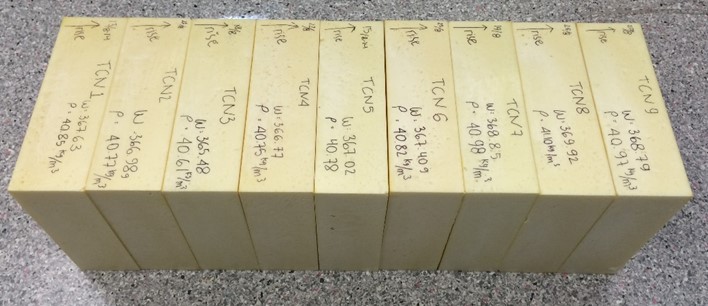 ↑rise
TCN1
W. 367.63
ρ. 40.85 kg/m³
↑rise
TCN2
W. 366.98g
ρ. 40.77 kg/m³
↑rise
TCN3
W. 365.48
ρ. 40.61 kg/m³
↑rise
TCN4
W. 366.77
ρ. 40.75 kg/m³
↑rise
TCN5
W. 367.02
ρ. 40.78
↑rise
TCN6
W. 367.40g
ρ. 40.82 kg/m³
↑rise
TCN7
W. 368.85
ρ. 40.98 kg/m³
↑rise
TCN8
W. 369.92
ρ. 41.10 kg/m³
↑rise
TCN9
W. 368.79
ρ. 40.97 kg/m³